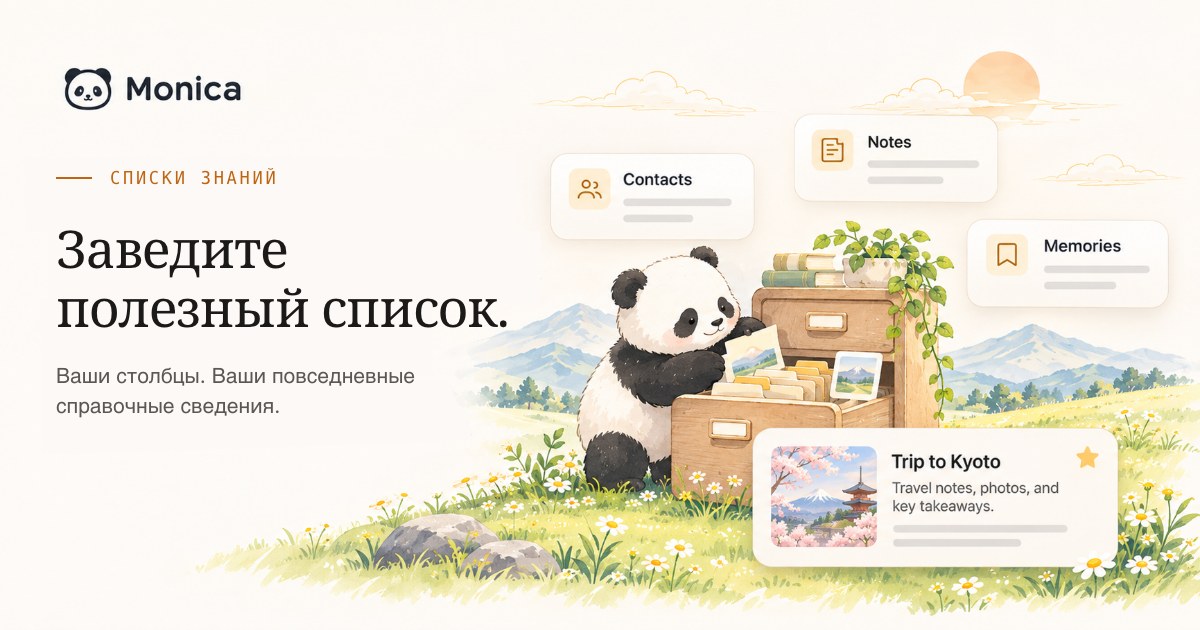 Monica
СПИСКИ ЗНАНИЙ
Заведите
полезный список.
Ваши столбцы. Ваши повседневные
справочные сведения.
Contacts
Notes
Memories
Trip to Kyoto
Travel notes, photos, and
key takeaways.